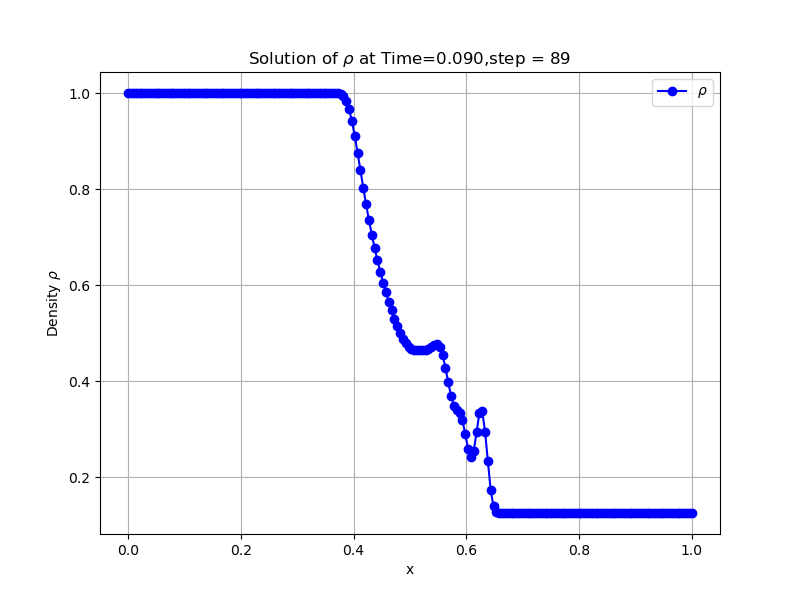 Solution of ρ at Time=0.090,step = 89
ρ
1.0
0.8
0.6
0.4
0.2
Density ρ
0.0 0.2 0.4 0.6 0.8 1.0
x